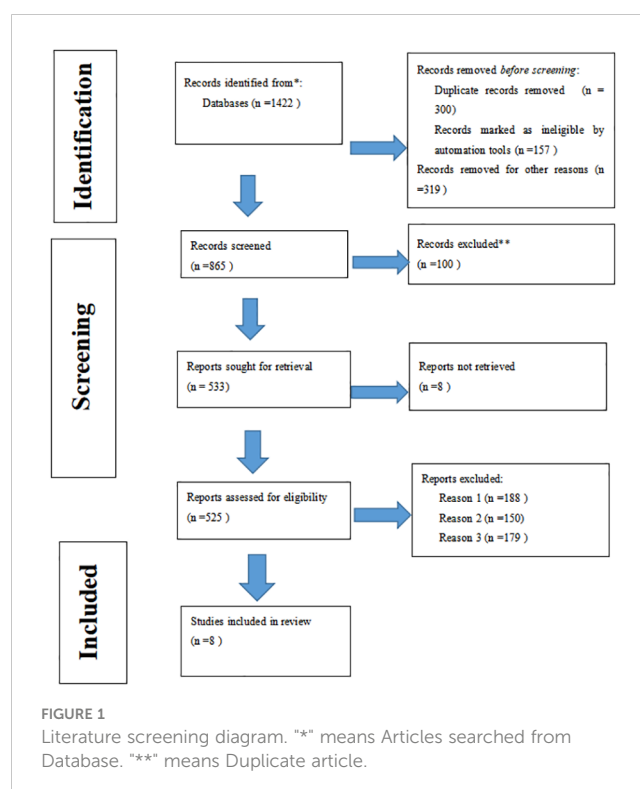 Identification
Records identified from*:
Databases (n =1422 )
Records removed before screening:
Duplicate records removed (n =
300)
Records marked as ineligible by
automation tools (n =157 )
Records removed for other reasons (n
=319 )
Screening
Records screened
(n =865 )
Records excluded**
(n =100 )
Reports sought for retrieval
(n = 533)
Reports not retrieved
(n =8 )
Reports assessed for eligibility
(n =525 )
Reports excluded:
Reason 1 (n =188 )
Reason 2 (n =150)
Reason 3 (n =179 )
Included
Studies included in review
(n =8 )
FIGURE 1
Literature screening diagram. "*" means Articles searched from
Database. "**" means Duplicate article.